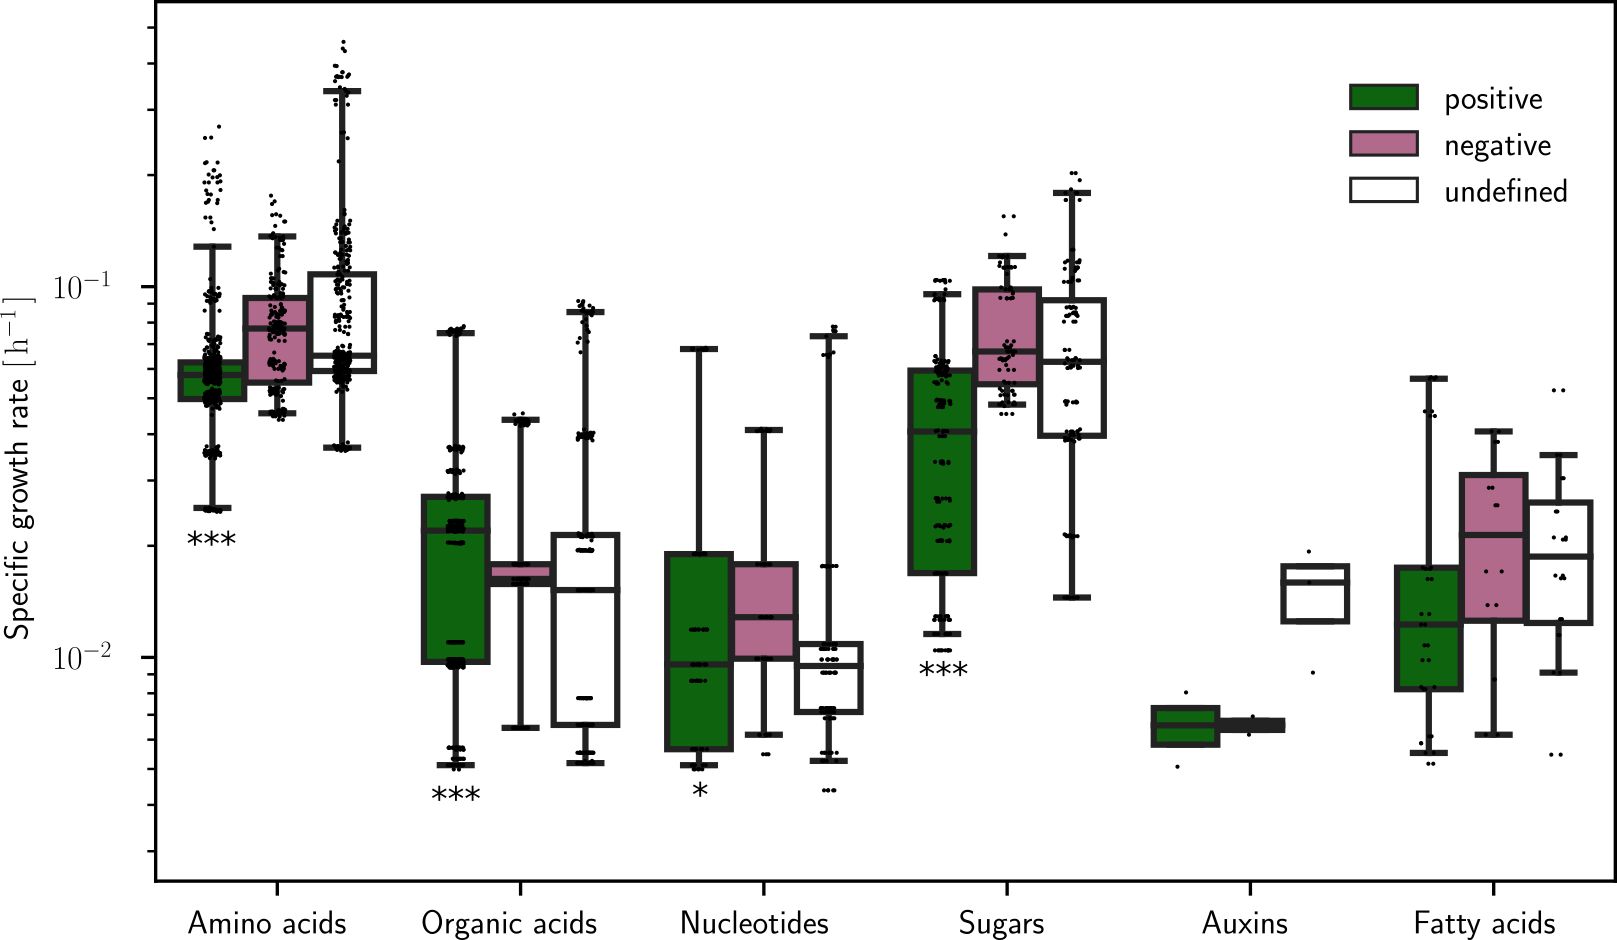 positive
negative
undefined
Specific growth rate [h⁻¹]
10⁻¹
10⁻²
***
***
*
***
Amino acids
Organic acids
Nucleotides
Sugars
Auxins
Fatty acids